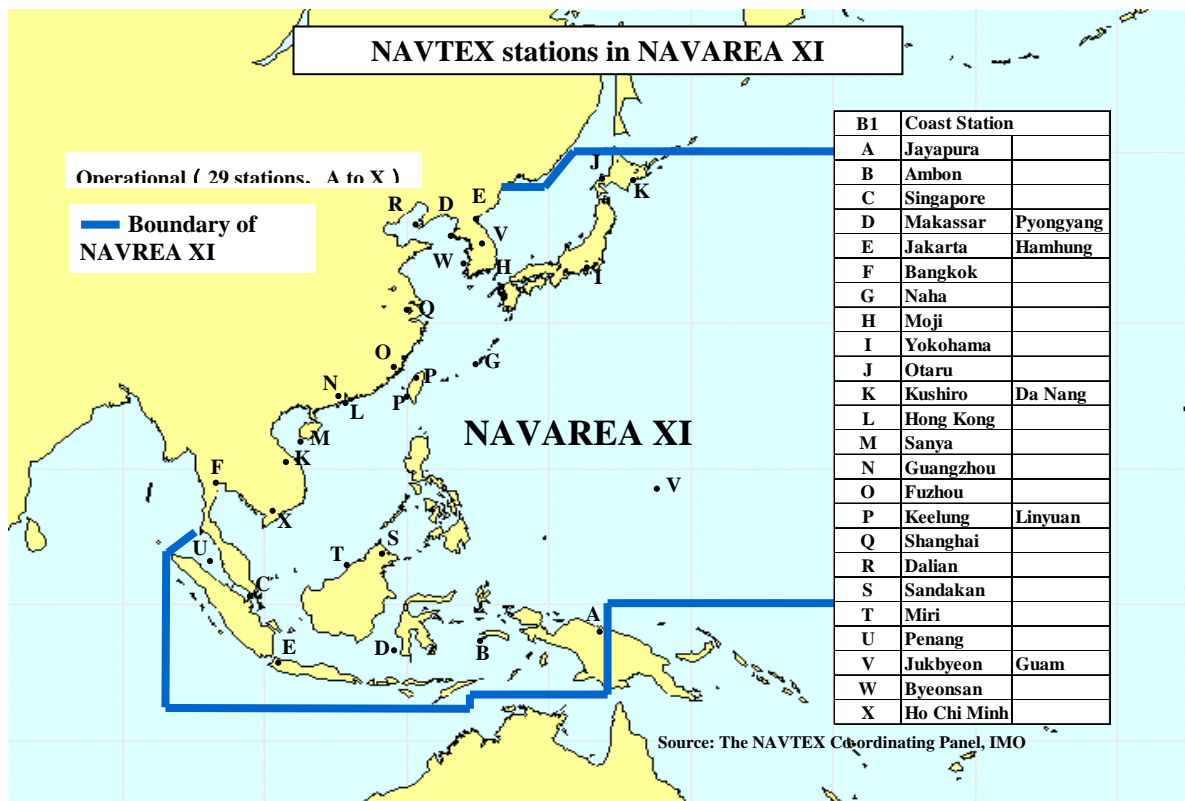 NAVTEX stations in NAVAREA XI
Operational ( 29 stations, A to X )
Boundary of
NAVREA XI
B1 Coast Station
A Jayapura
B Ambon
C Singapore
D Makassar Pyongyang
E Jakarta Hamhung
F Bangkok
G Naha
H Moji
I Yokohama
J Otaru
K Kushiro Da Nang
L Hong Kong
M Sanya
N Guangzhou
O Fuzhou
P Keelung Linyuan
Q Shanghai
R Dalian
S Sandakan
T Miri
U Penang
V Jukbyeon Guam
W Byeonsan
X Ho Chi Minh
J
K
R D E
V
W H
I
Q
O
P
G
N
P
L
M
NAVAREA XI
K
F
V
X
S
U T
C
A
D B
E
Source: The NAVTEX Co-ordinating Panel, IMO